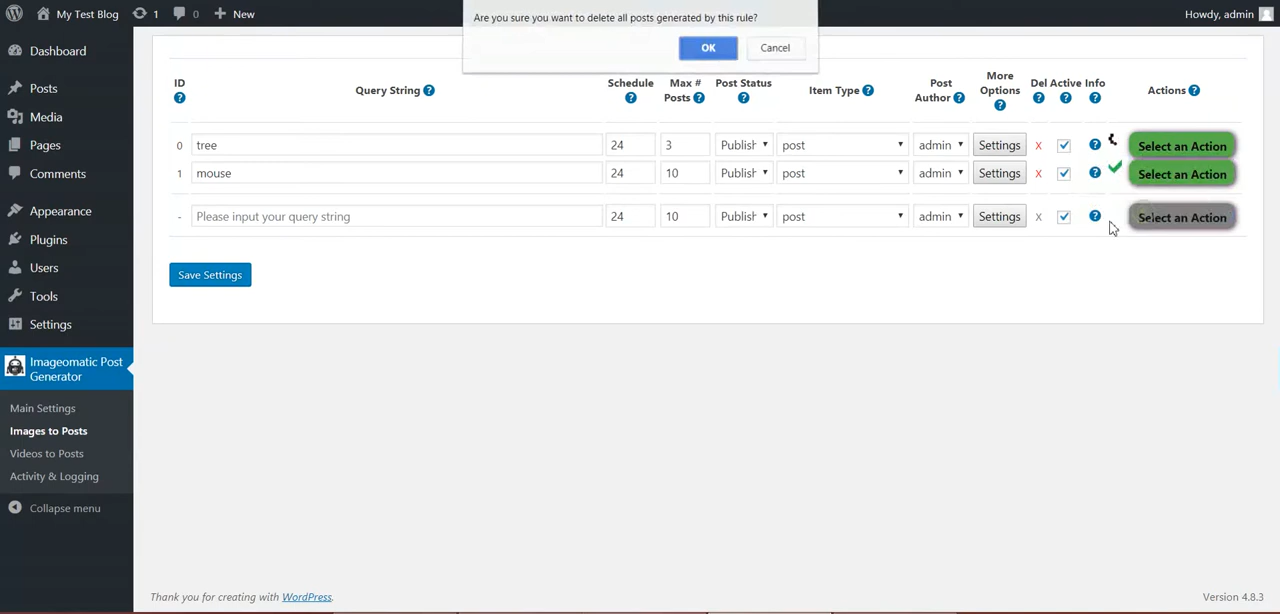 My Test Blog 1 0 New Howdy, admin
Are you sure you want to delete all posts generated by this rule?
OK Cancel
Dashboard
Posts
Media
Pages
Comments
Appearance
Plugins
Users
Tools
Settings
Imageomatic Post
Generator
Main Settings
Images to Posts
Videos to Posts
Activity & Logging
Collapse menu
ID ? Query String ? Schedule ? Max # Posts ? Post Status ? Item Type ? Post Author ? More Options ? Del ? Active ? Info ? Actions ?
0 tree 24 3 Publish post admin Settings X ? Select an Action
1 mouse 24 10 Publish post admin Settings X ? Select an Action
- Please input your query string 24 10 Publish post admin Settings X ? Select an Action
Save Settings
Thank you for creating with WordPress. Version 4.8.3